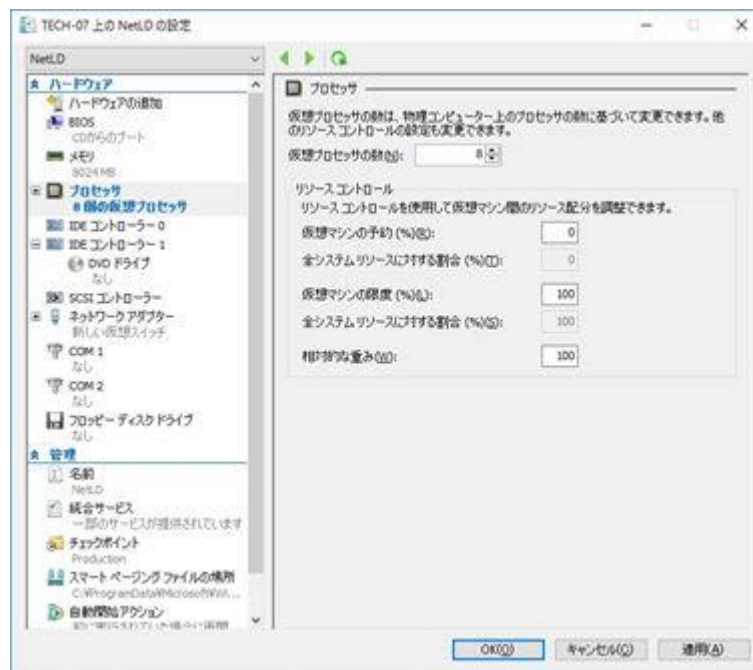 TECH-07 上の NetLD の設定
NetLD
ハードウェア
ハードウェアの追加
BIOS
CDからのブート
メモリ
8024 MB
プロセッサ
8 個の仮想プロセッサ
IDE コントローラー 0
IDE コントローラー 1
DVD ドライブ
なし
SCSI コントローラー
ネットワーク アダプター
新しい仮想スイッチ
COM 1
なし
COM 2
なし
フロッピー ディスク ドライブ
なし
管理
名前
NetLD
統合サービス
一部のサービスが提供されています
チェックポイント
Production
スマート ページング ファイルの場所
C:¥ProgramData¥Microsoft¥Wi...
自動開始アクション
前に実行されていた場合に再開
プロセッサ
仮想プロセッサの数は、物理コンピューター上のプロセッサの数に基づいて変更できます。他
のリソース コントロールの設定も変更できます。
仮想プロセッサの数(N): 8
リソース コントロール
リソース コントロールを使用して仮想マシン間のリソース配分を調整できます。
仮想マシンの予約 (%)(R): 0
全システム リソースに対する割合 (%)(T): 0
仮想マシンの限度 (%)(L): 100
全システム リソースに対する割合 (%)(S): 100
相対的な重み(W): 100
OK(O)
キャンセル(C)
適用(A)